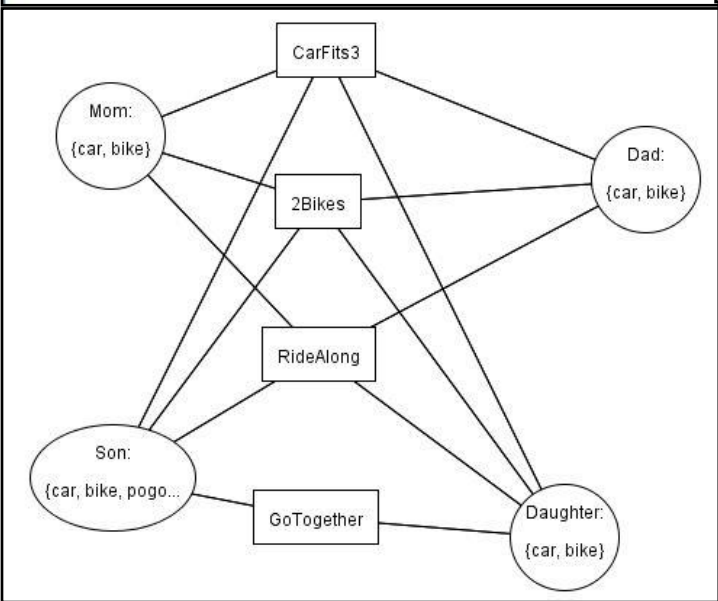 CarFits3
Mom:
{car, bike}
Dad:
{car, bike}
2Bikes
RideAlong
Son:
{car, bike, pogo...
GoTogether
Daughter:
{car, bike}